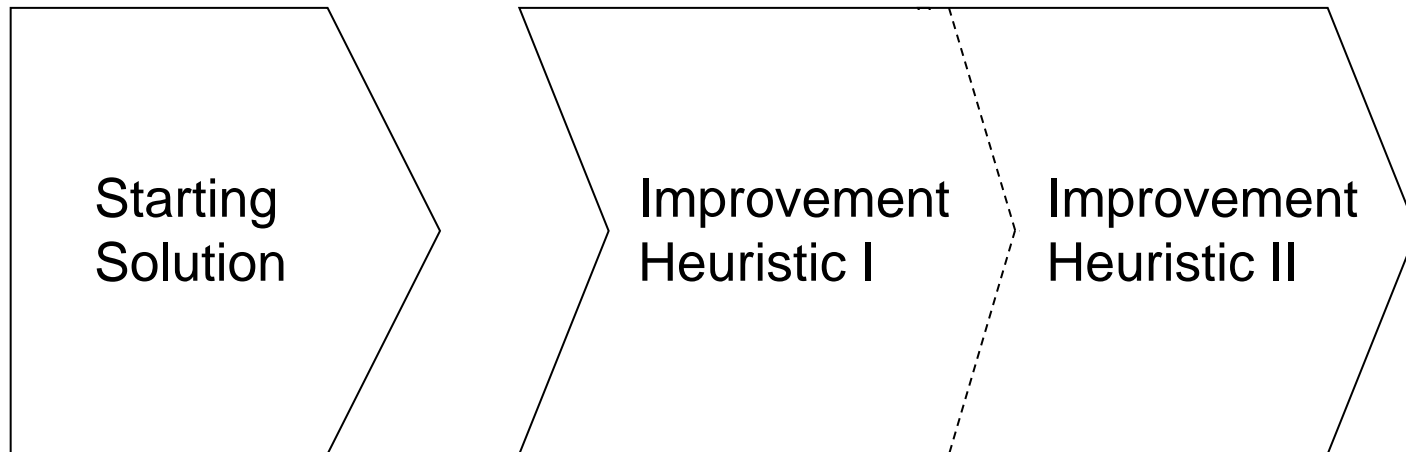 Starting
Solution
Improvement
Heuristic I
Improvement
Heuristic II